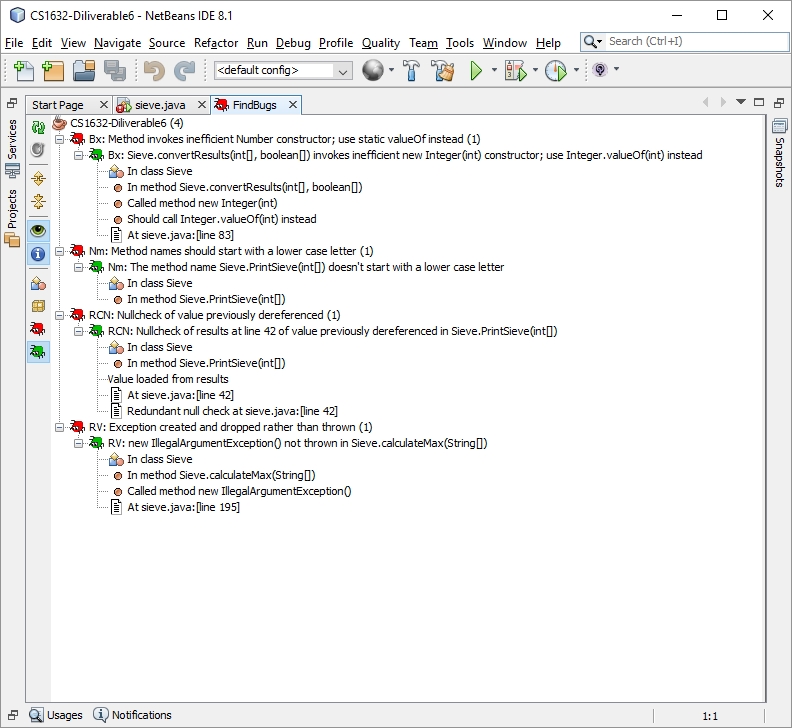 CS1632-Diliverable6 - NetBeans IDE 8.1
File Edit View Navigate Source Refactor Run Debug Profile Quality Team Tools Window Help
Search (Ctrl+I)
<default config>
Start Page
sieve.java
FindBugs
Services
Projects
Snapshots
CS1632-Diliverable6 (4)
Bx: Method invokes inefficient Number constructor; use static valueOf instead (1)
Bx: Sieve.convertResults(int[], boolean[]) invokes inefficient new Integer(int) constructor; use Integer.valueOf(int) instead
In class Sieve
In method Sieve.convertResults(int[], boolean[])
Called method new Integer(int)
Should call Integer.valueOf(int) instead
At sieve.java:[line 83]
Nm: Method names should start with a lower case letter (1)
Nm: The method name Sieve.PrintSieve(int[]) doesn't start with a lower case letter
In class Sieve
In method Sieve.PrintSieve(int[])
RCN: Nullcheck of value previously dereferenced (1)
RCN: Nullcheck of results at line 42 of value previously dereferenced in Sieve.PrintSieve(int[])
In class Sieve
In method Sieve.PrintSieve(int[])
Value loaded from results
At sieve.java:[line 42]
Redundant null check at sieve.java:[line 42]
RV: Exception created and dropped rather than thrown (1)
RV: new IllegalArgumentException() not thrown in Sieve.calculateMax(String[])
In class Sieve
In method Sieve.calculateMax(String[])
Called method new IllegalArgumentException()
At sieve.java:[line 195]
Usages
Notifications
1:1